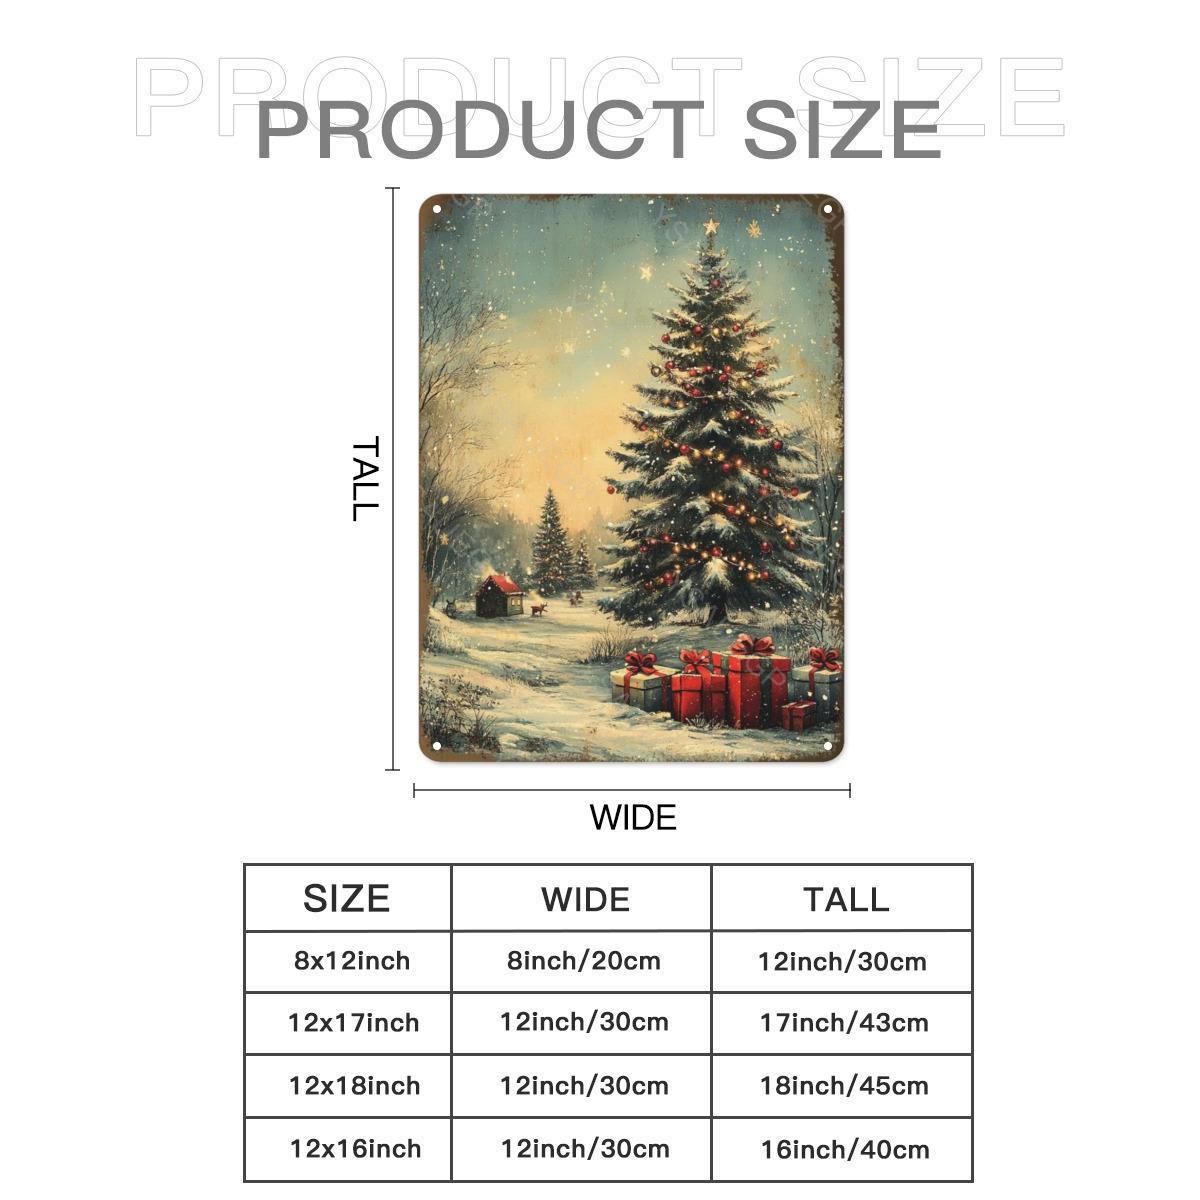 PRODUCT SIZE
PRODUCT SIZE
TALL
WIDE
SIZE WIDE TALL
8x12inch 8inch/20cm 12inch/30cm
12x17inch 12inch/30cm 17inch/43cm
12x18inch 12inch/30cm 18inch/45cm
12x16inch 12inch/30cm 16inch/40cm